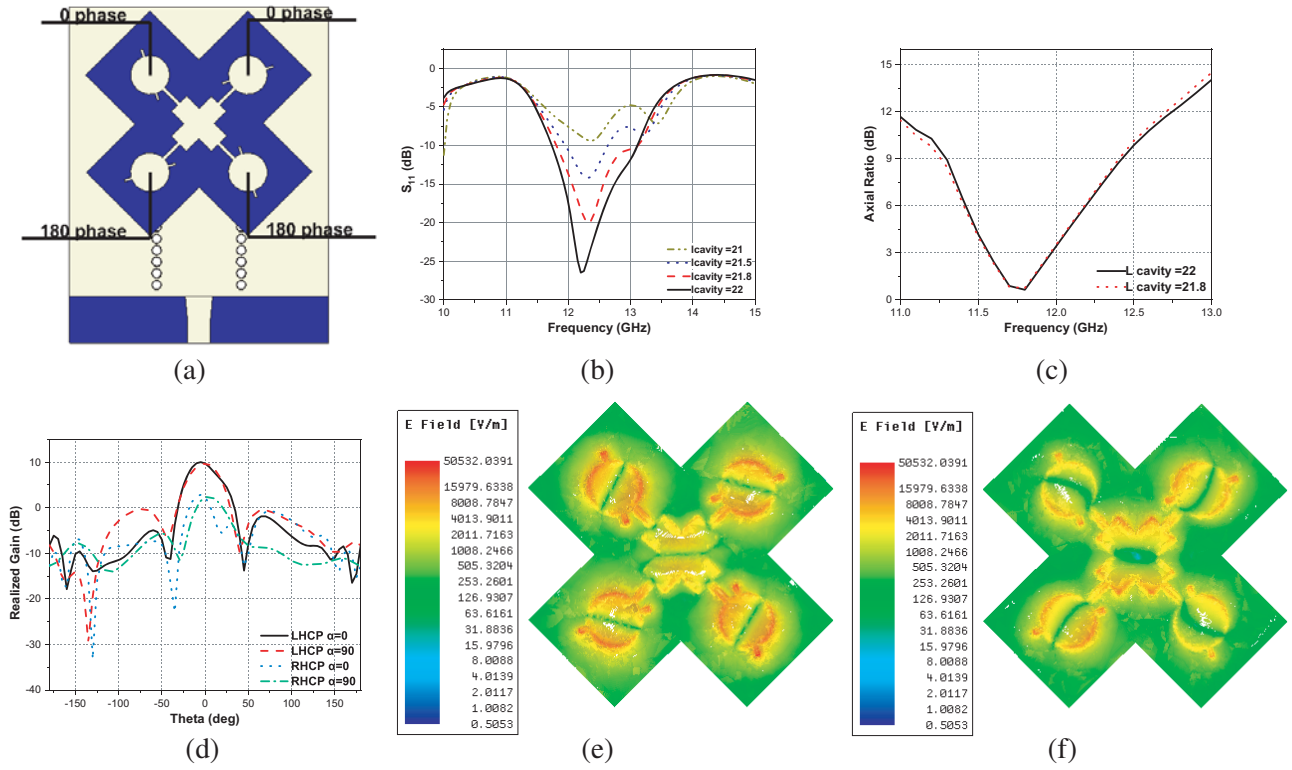 0 phase
0 phase
180 phase
180 phase
(a)
0
-5
-10
-15
-20
-25
-30
S11 (dB)
lcavity =21
lcavity =21.5
lcavity =21.8
lcavity =22
10 11 12 13 14 15
Frequency (GHz)
(b)
15
12
9
6
3
0
Axial Ratio (dB)
L cavity =22
L cavity =21.8
11.0 11.5 12.0 12.5 13.0
Frequency (GHz)
(c)
10
0
-10
-20
-30
-40
Realized Gain (dB)
LHCP α=0
LHCP α=90
RHCP α=0
RHCP α=90
-150 -100 -50 0 50 100 150
Theta (deg)
(d)
E Field [V/m]
50532.0391
15979.6338
8008.7847
4013.9011
2011.7163
1008.2466
505.3204
253.2601
126.9307
63.6161
31.8836
15.9796
8.0088
4.0139
2.0117
1.0082
0.5053
(e)
E Field [V/m]
50532.0391
15979.6338
8008.7847
4013.9011
2011.7163
1008.2466
505.3204
253.2601
126.9307
63.6161
31.8836
15.9796
8.0088
4.0139
2.0117
1.0082
0.5053
(f)